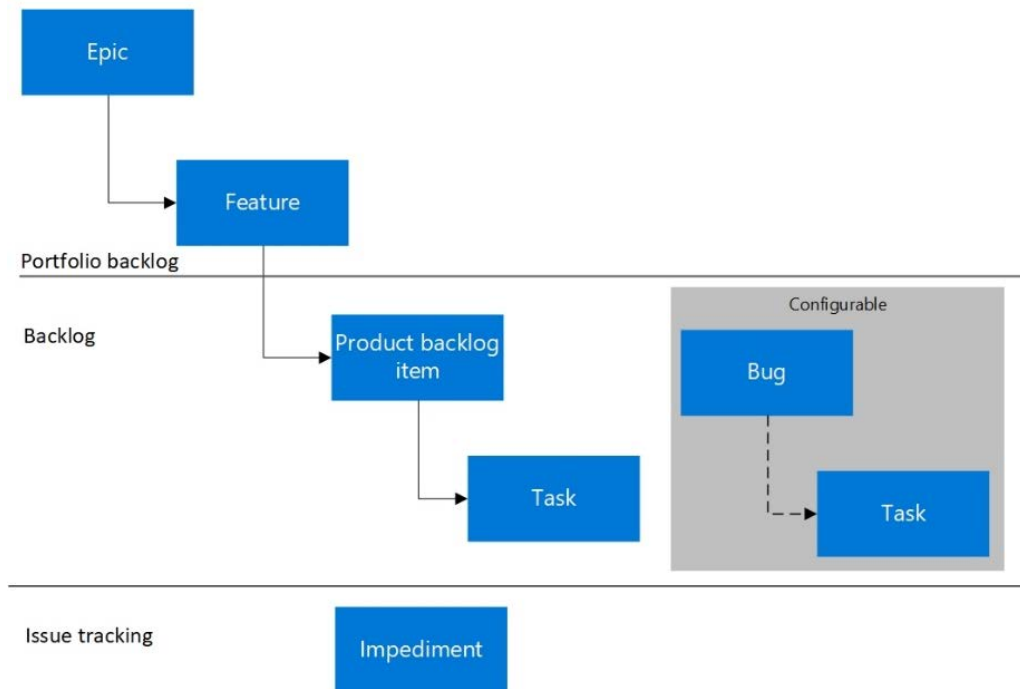 Epic
Feature
Portfolio backlog
Backlog
Product backlog
item
Task
Configurable
Bug
Task
Issue tracking
Impediment